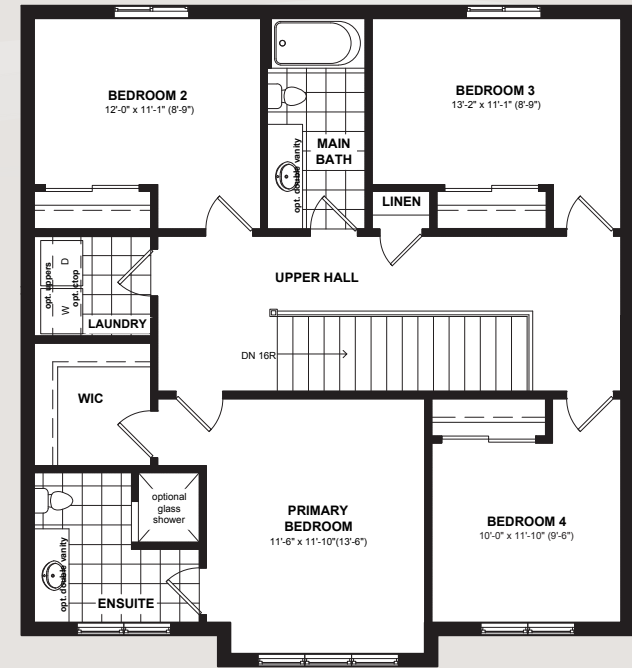 BEDROOM 2
12'-0" x 11'-1" (8'-9")
BEDROOM 3
13'-2" x 11'-1" (8'-9")
MAIN
BATH
opt. double vanity
LINEN
UPPER HALL
opt. uppers
D
W
opt. ctop
LAUNDRY
DN 16R
WIC
optional
glass
shower
PRIMARY
BEDROOM
11'-6" x 11'-10"(13'-6")
BEDROOM 4
10'-0" x 11'-10" (9'-6")
opt. double vanity
ENSUITE